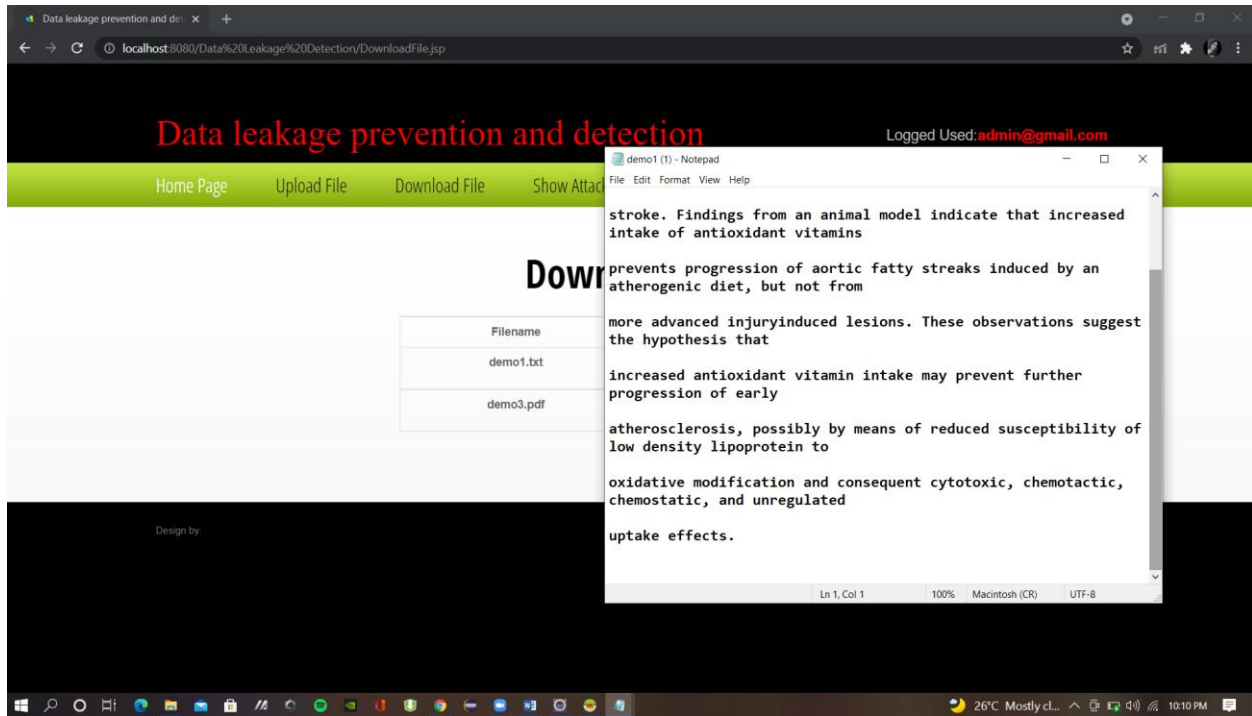 Data leakage prevention and det
localhost:8080/Data%20Leakage%20Detection/DownloadFile.jsp
Data leakage prevention and detection
Logged Used:admin@gmail.com
Home Page Upload File Download File Show Attac
Down
Filename
demo1.txt
demo3.pdf
Design by:
demo1 (1) - Notepad
File Edit Format View Help
stroke. Findings from an animal model indicate that increased
intake of antioxidant vitamins
prevents progression of aortic fatty streaks induced by an
atherogenic diet, but not from
more advanced injuryinduced lesions. These observations suggest
the hypothesis that
increased antioxidant vitamin intake may prevent further
progression of early
atherosclerosis, possibly by means of reduced susceptibility of
low density lipoprotein to
oxidative modification and consequent cytotoxic, chemotactic,
chemostatic, and unregulated
uptake effects.
Ln 1, Col 1 100% Macintosh (CR) UTF-8
26°C Mostly cl... 10:10 PM